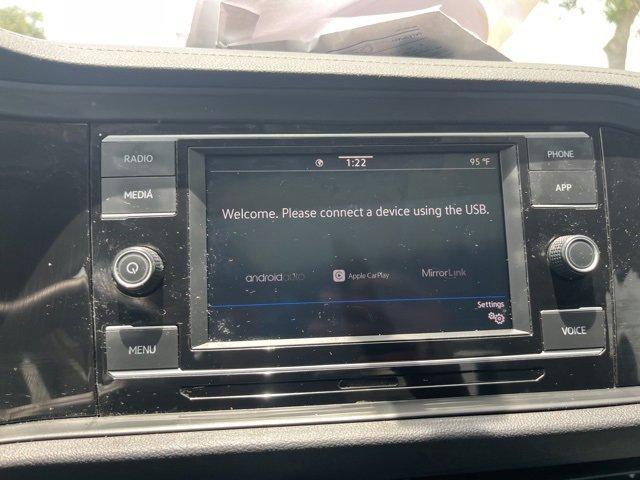 RADIO
MEDIA
MENU
1:22
95 °F
Welcome. Please connect a device using the USB.
androidauto
Apple CarPlay
MirrorLink
Settings
PHONE
APP
VOICE